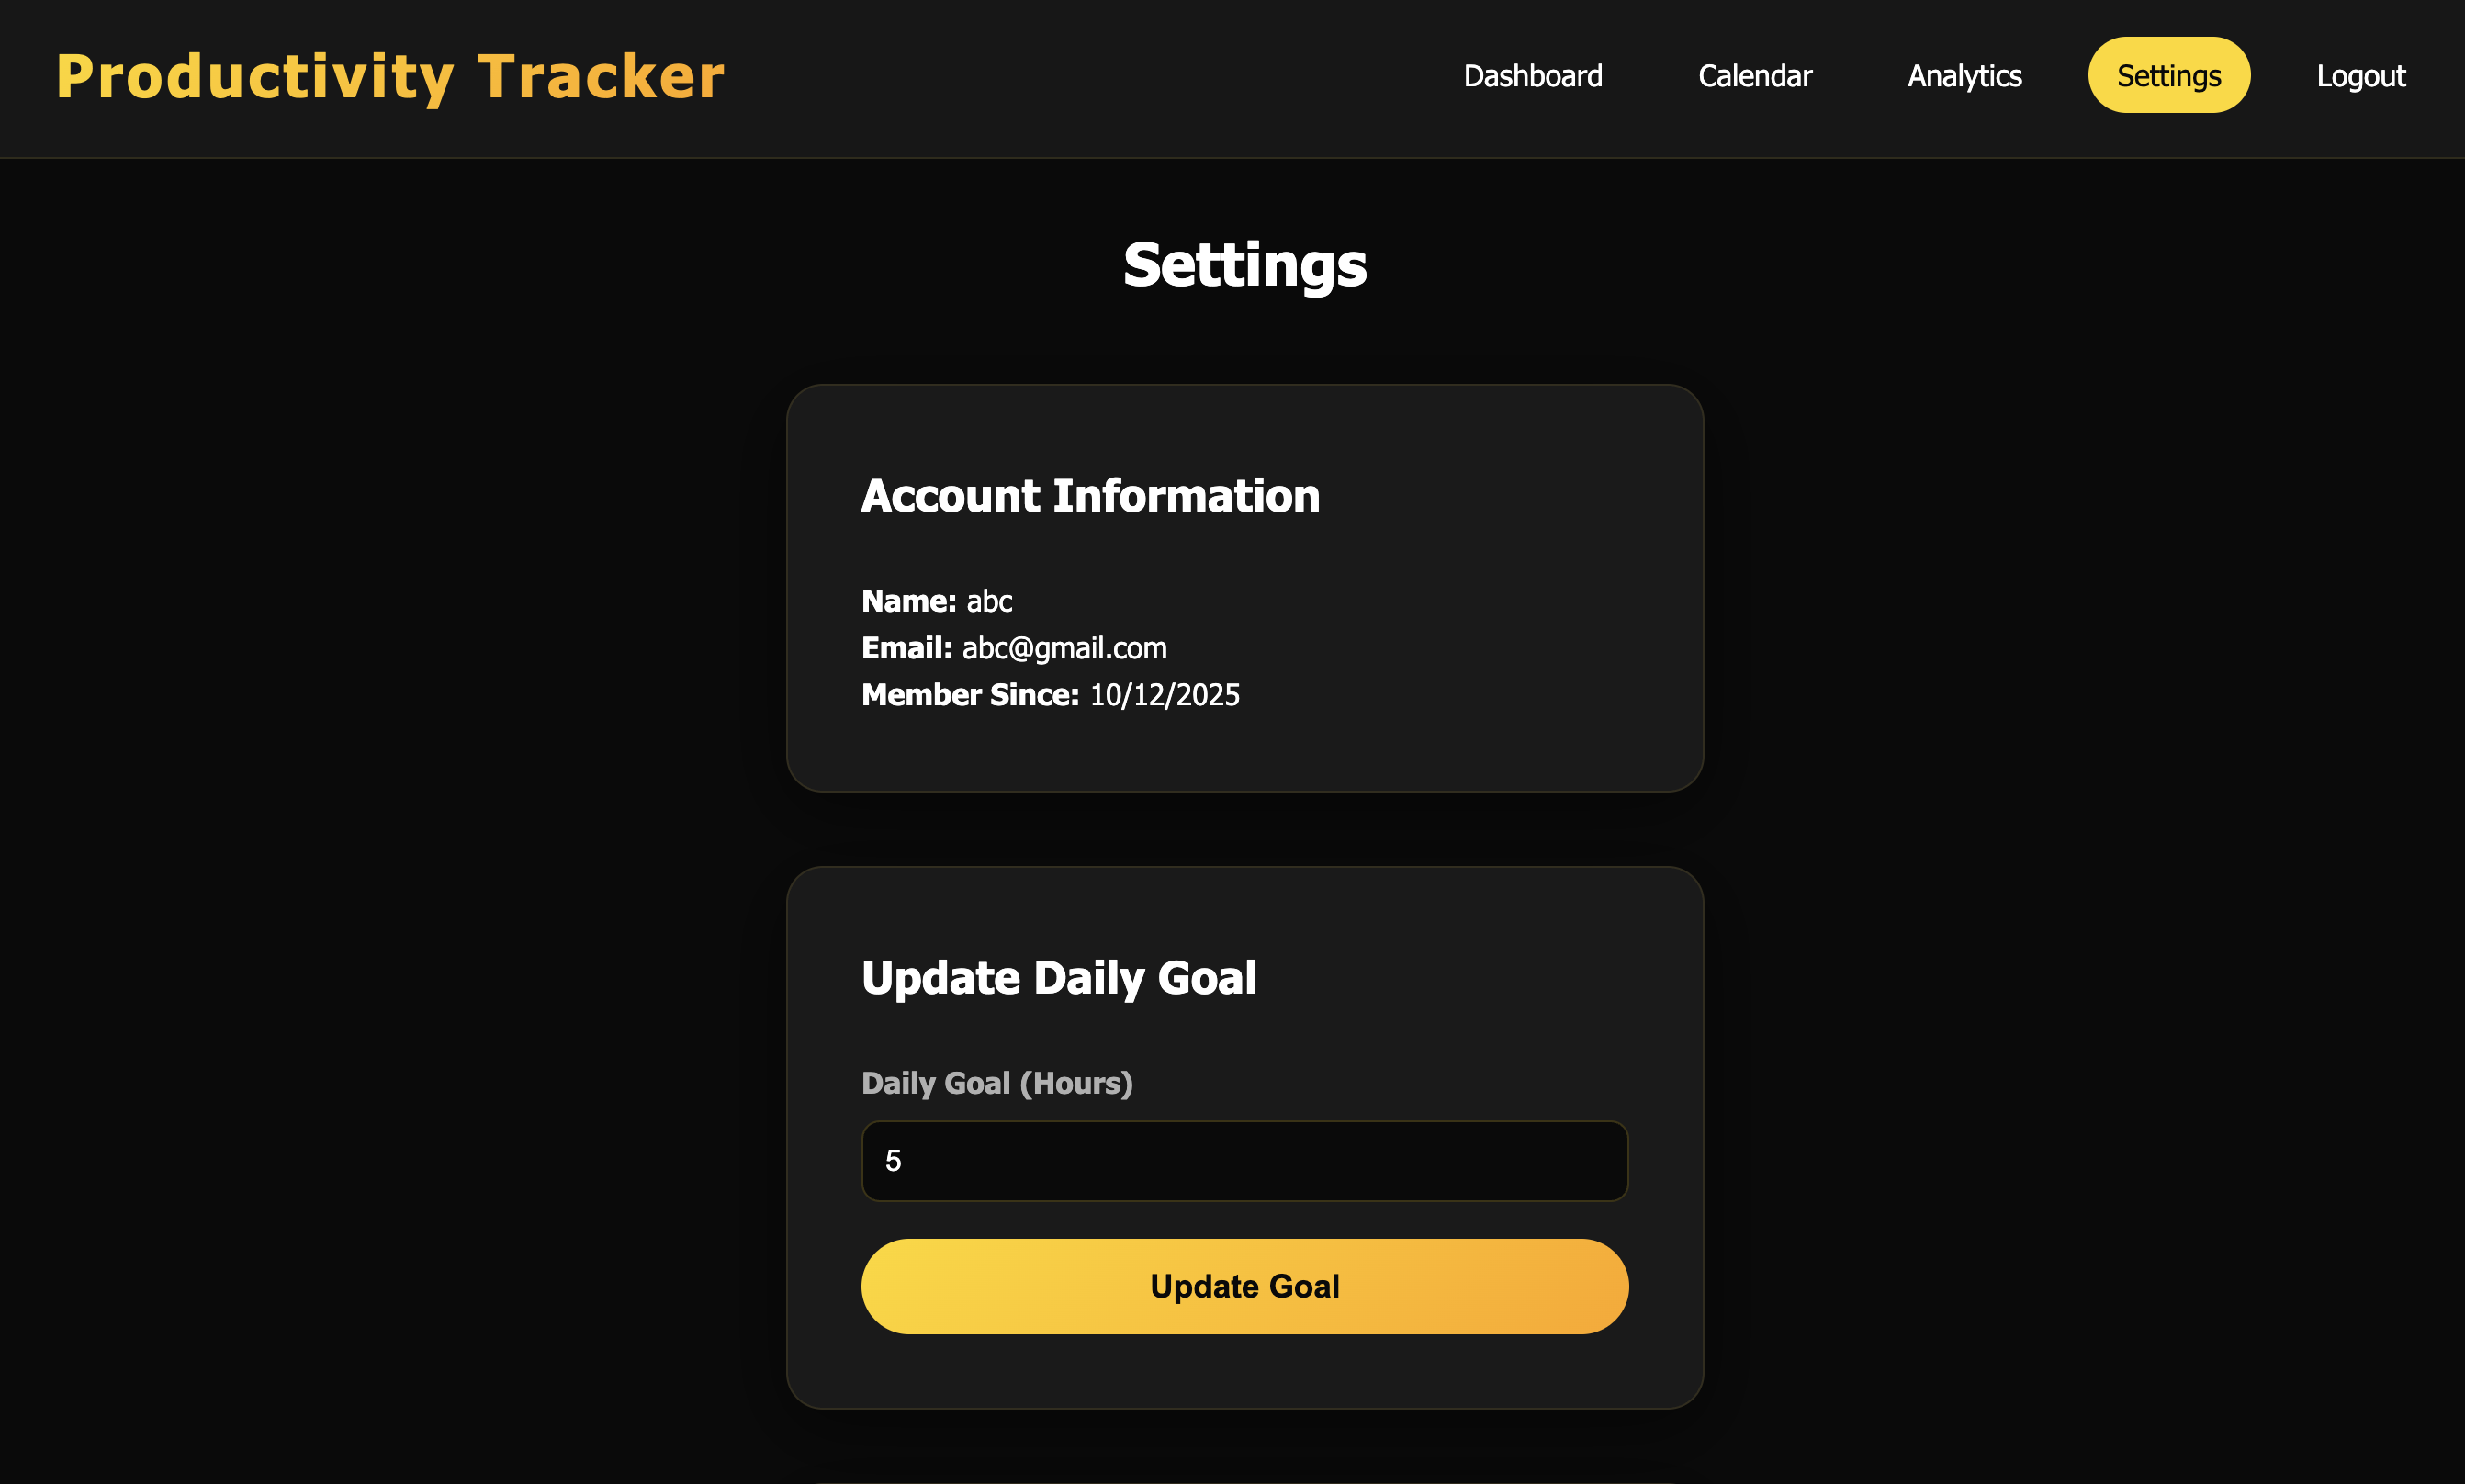 Productivity Tracker
Dashboard Calendar Analytics Settings Logout
Settings
Account Information
Name: abc
Email: abc@gmail.com
Member Since: 10/12/2025
Update Daily Goal
Daily Goal (Hours)
5
Update Goal